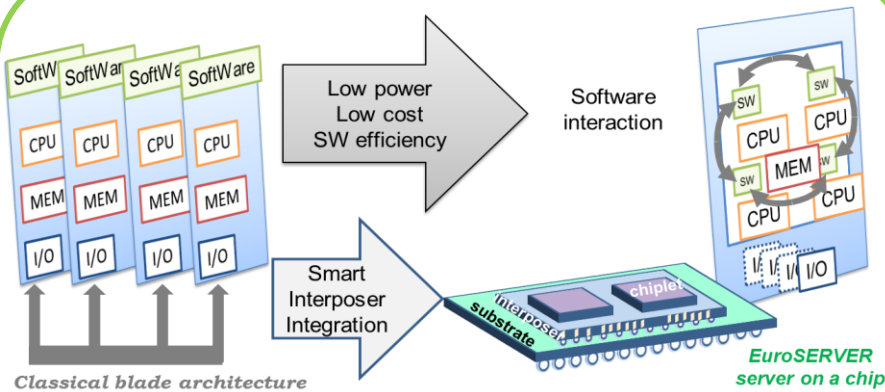 SoftWa
SoftWar
SoftWa
SoftWare
CPU
CPU
CPU
CPU
MEM
MEM
MEM
MEM
I/O
I/O
I/O
I/O
Classical blade architecture
Low power
Low cost
SW efficiency
Smart
Interposer
Integration
Software
interaction
chiplet
interposer
substrate
SW
SW
CPU
CPU
MEM
SW
SW
CPU
CPU
I/
I/
I/
I/O
EuroSERVER
server on a chip